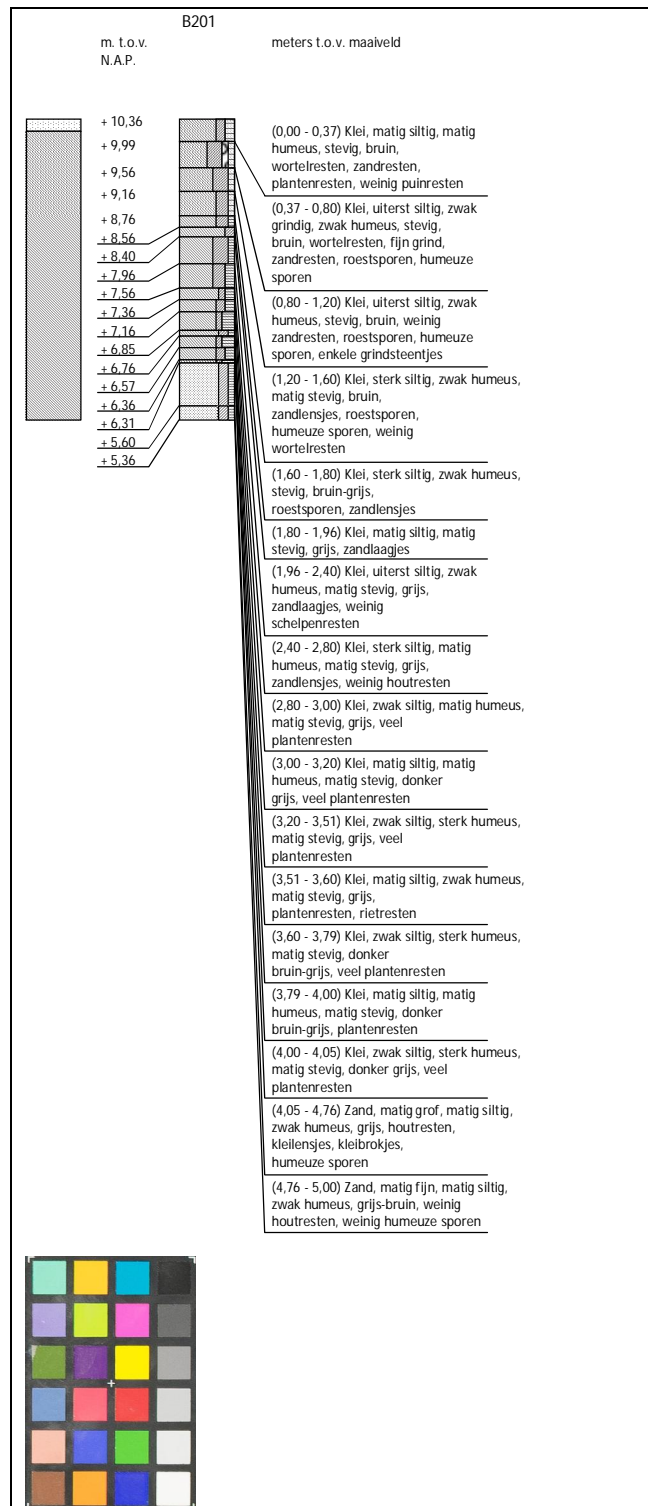 B201
m. t.o.v.
N.A.P.
meters t.o.v. maaiveld
+ 10,36
+ 9,99
+ 9,56
+ 9,16
+ 8,76
+ 8,56
+ 8,40
+ 7,96
+ 7,56
+ 7,36
+ 7,16
+ 6,85
+ 6,76
+ 6,57
+ 6,36
+ 6,31
+ 5,60
+ 5,36
(0,00 - 0,37) Klei, matig siltig, matig
humeus, stevig, bruin,
wortelresten, zandresten,
plantenresten, weinig puinresten
(0,37 - 0,80) Klei, uiterst siltig, zwak
grindig, zwak humeus, stevig,
bruin, wortelresten, fijn grind,
zandresten, roestsporen, humeuze
sporen
(0,80 - 1,20) Klei, uiterst siltig, zwak
humeus, stevig, bruin, weinig
zandresten, roestsporen, humeuze
sporen, enkele grindsteentjes
(1,20 - 1,60) Klei, sterk siltig, zwak humeus,
matig stevig, bruin,
zandlensjes, roestsporen,
humeuze sporen, weinig
wortelresten
(1,60 - 1,80) Klei, sterk siltig, zwak humeus,
stevig, bruin-grijs,
roestsporen, zandlensjes
(1,80 - 1,96) Klei, matig siltig, matig
stevig, grijs, zandlaagjes
(1,96 - 2,40) Klei, uiterst siltig, zwak
humeus, matig stevig, grijs,
zandlaagjes, weinig
schelpenresten
(2,40 - 2,80) Klei, sterk siltig, matig
humeus, matig stevig, grijs,
zandlensjes, weinig houtresten
(2,80 - 3,00) Klei, zwak siltig, matig humeus,
matig stevig, grijs, veel
plantenresten
(3,00 - 3,20) Klei, matig siltig, matig
humeus, matig stevig, donker
grijs, veel plantenresten
(3,20 - 3,51) Klei, zwak siltig, sterk humeus,
matig stevig, grijs, veel
plantenresten
(3,51 - 3,60) Klei, matig siltig, zwak humeus,
matig stevig, grijs,
plantenresten, rietresten
(3,60 - 3,79) Klei, zwak siltig, sterk humeus,
matig stevig, donker
bruin-grijs, veel plantenresten
(3,79 - 4,00) Klei, matig siltig, matig
humeus, matig stevig, donker
bruin-grijs, plantenresten
(4,00 - 4,05) Klei, zwak siltig, sterk humeus,
matig stevig, donker grijs, veel
plantenresten
(4,05 - 4,76) Zand, matig grof, matig siltig,
zwak humeus, grijs, houtresten,
kleilensjes, kleibrokjes,
humeuze sporen
(4,76 - 5,00) Zand, matig fijn, matig siltig,
zwak humeus, grijs-bruin, weinig
houtresten, weinig humeuze sporen